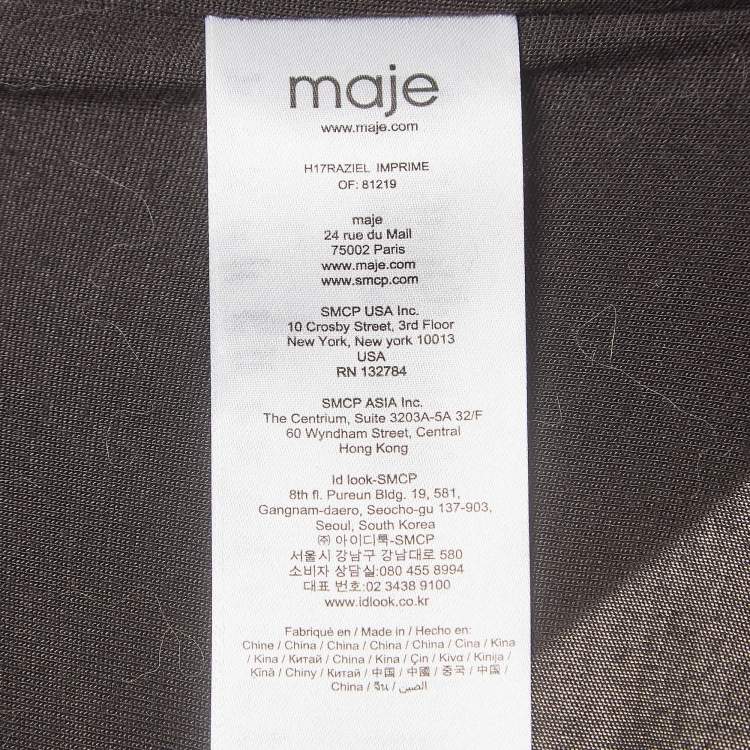 maje
www.maje.com
H17RAZIEL IMPRIME
OF: 81219
maje
24 rue du Mail
75002 Paris
www.maje.com
www.smcp.com
SMCP USA Inc.
10 Crosby Street, 3rd Floor
New York, New york 10013
USA
RN 132784
SMCP ASIA Inc.
The Centrium, Suite 3203A-5A 32/F
60 Wyndham Street, Central
Hong Kong
Id look-SMCP
8th fl. Pureun Bldg. 19, 581,
Gangnam-daero, Seocho-gu 137-903,
Seoul, South Korea
㈜ 아이디룩-SMCP
서울시 강남구 강남대로 580
소비자 상담실:080 455 8994
대표 번호:02 3438 9100
www.idlook.co.kr
Fabriqué en / Made in / Hecho en:
Chine / China / China / China / China / Cina / Kina
/ Kina / Китай / China / Kina / Çin / Κίνα / Kinija /
Ķīnā / Chiny / Китай / 中国 / 中國 / 중국 / 中国 /
China / จีน / الصين